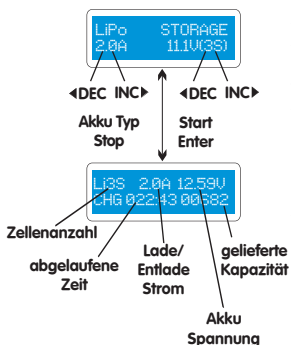 LiPo STORAGE
2.0A 11.1V(3S)
◄DEC INC► ◄DEC INC►
Akku Typ Start
Stop Enter
Li3S 2.0A 12.59V
CHG 022:43 00682
Zellenanzahl Lade/ gelieferte
abgelaufene Entlade Kapazität
Zeit Strom
Akku
Spannung